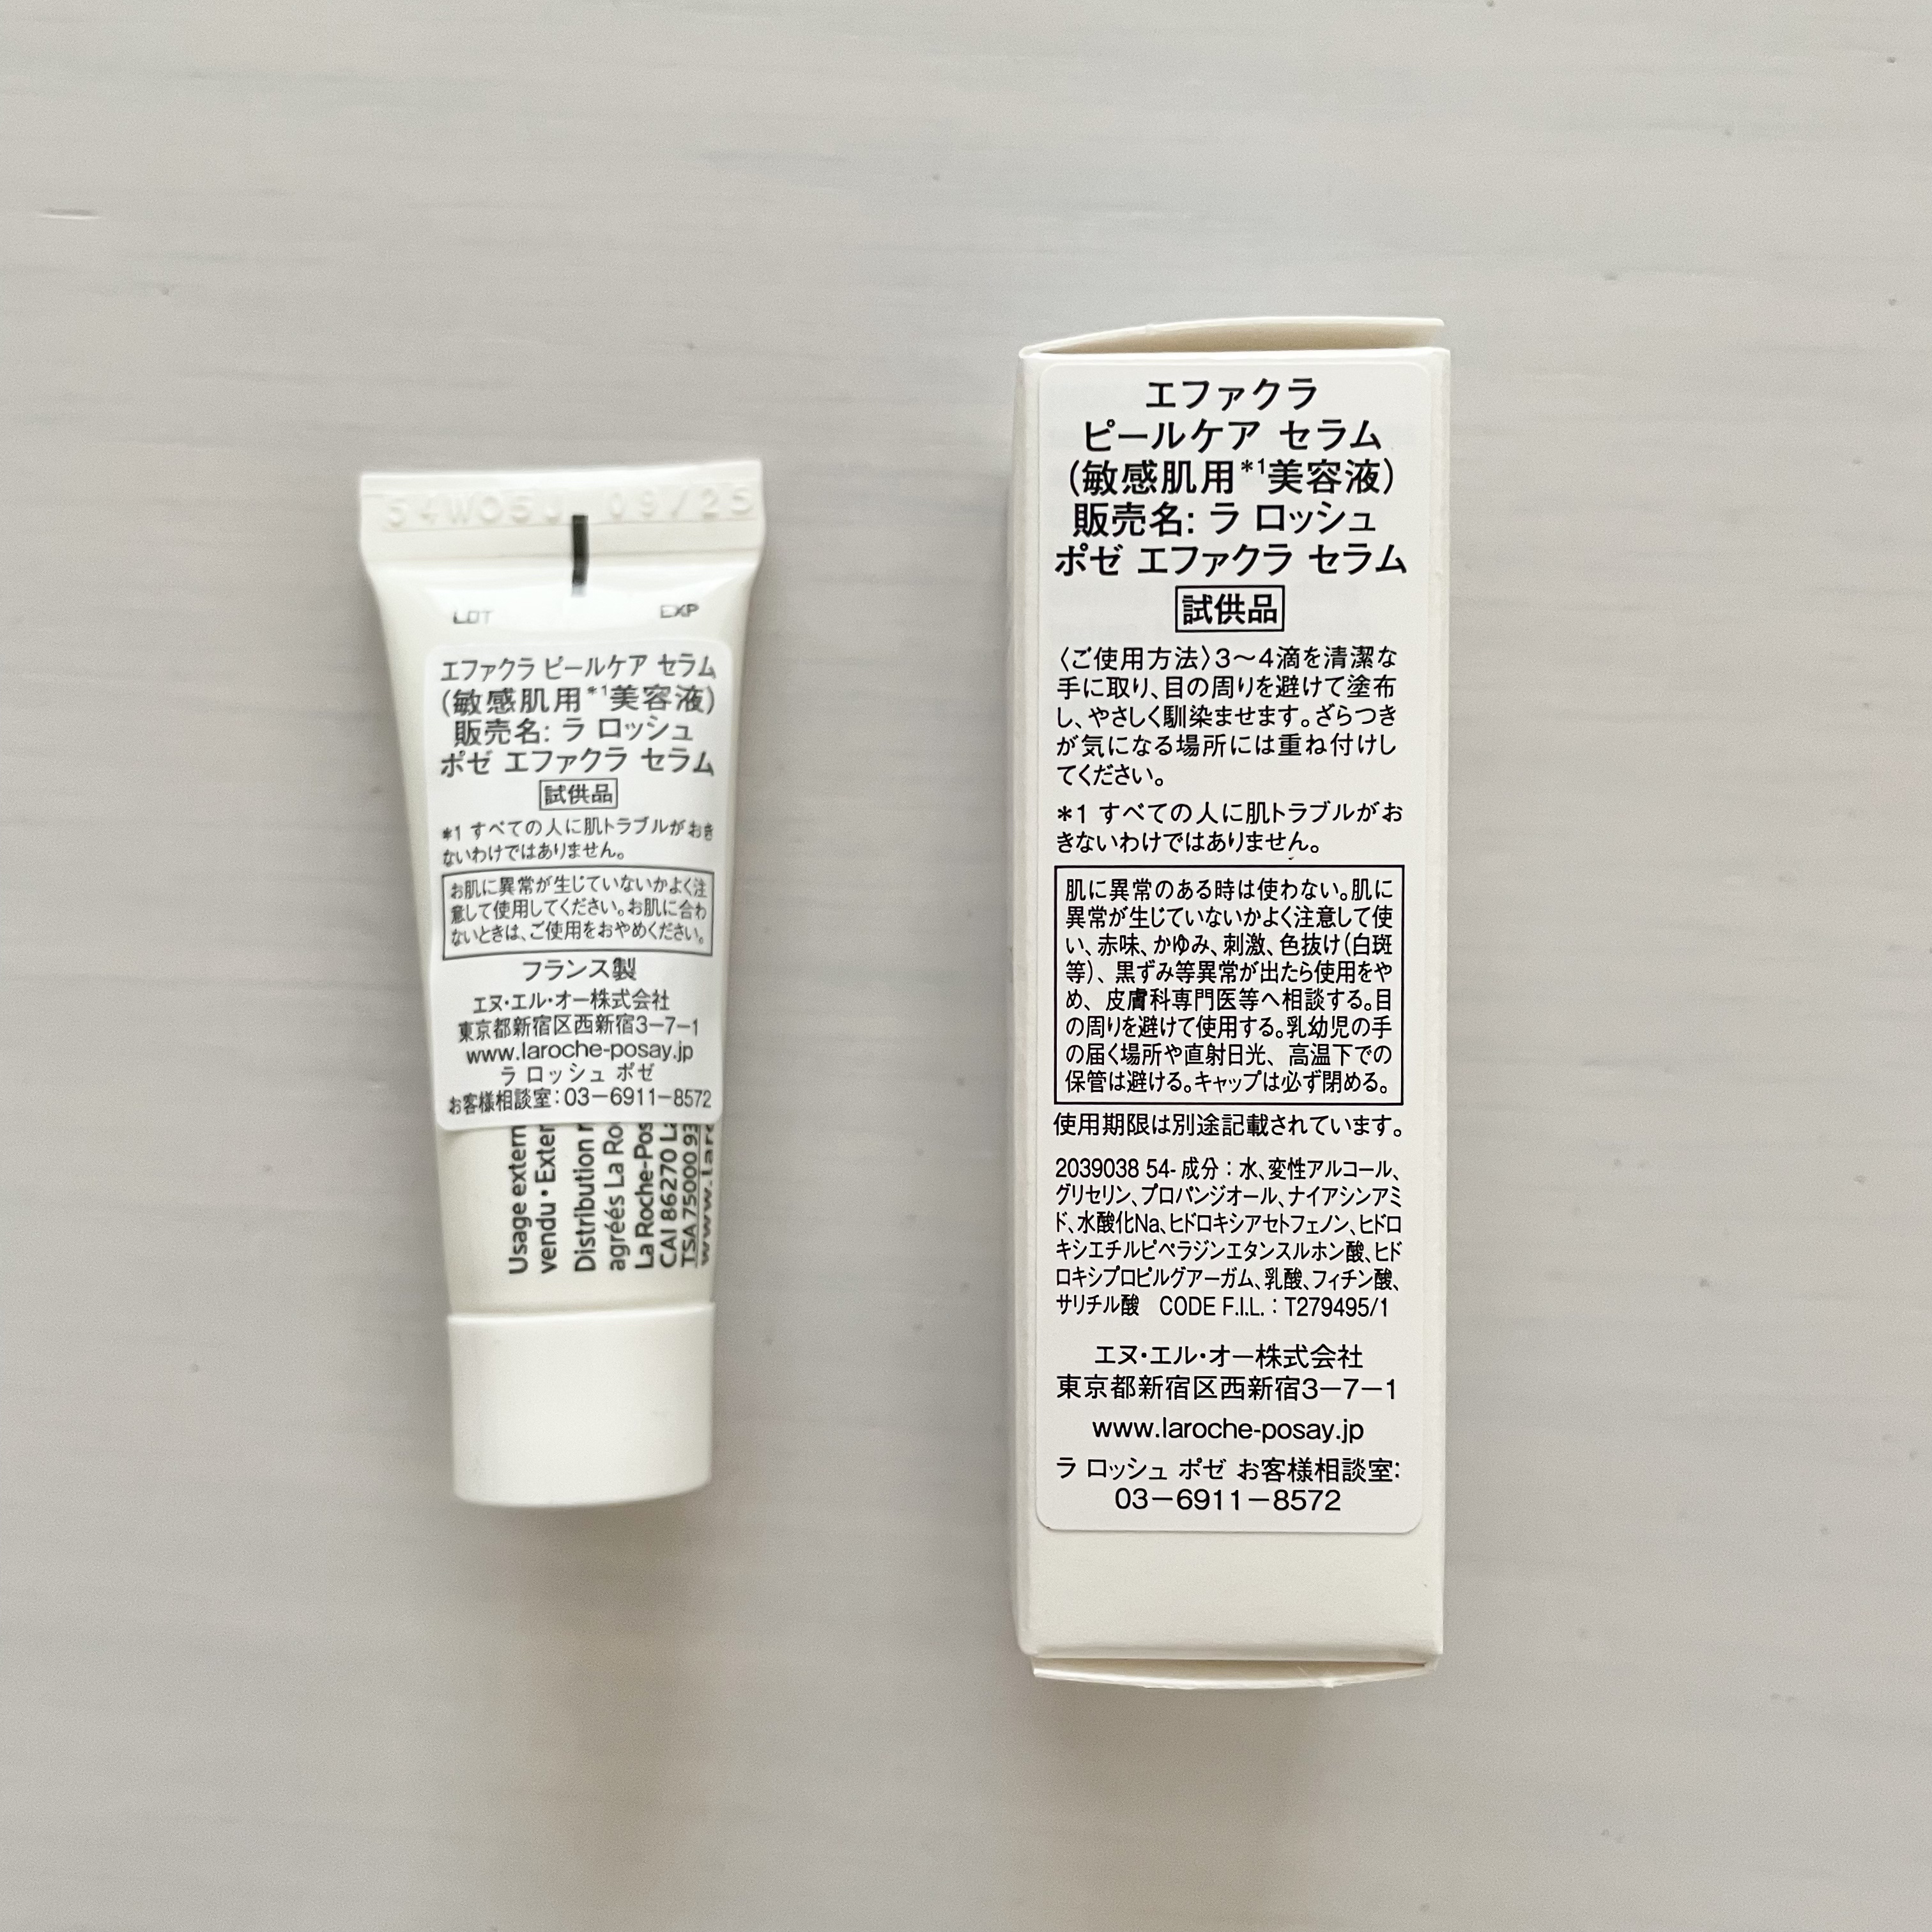 54W05J 09/25
LOT EXP
エファクラ ピールケア セラム
(敏感肌用*1美容液)
販売名: ラ ロッシュ
ポゼ エファクラ セラム
試供品
*1 すべての人に肌トラブルがおき
ないわけではありません。
お肌に異常が生じていないかよく注
意して使用してください。お肌に合わ
ないときは、ご使用をおやめください。
フランス製
エヌ・エル・オー株式会社
東京都新宿区西新宿3-7-1
www.laroche-posay.jp
ラ ロッシュ ポゼ
お客様相談室:03-6911-8572
Usage extern
vendu • Exter
Distribution
agréés La Ro
La Roche-Pos
CAI 86270 La
TSA 75000 93
www.laro
エファクラ
ピールケア セラム
(敏感肌用*1美容液)
販売名: ラ ロッシュ
ポゼ エファクラ セラム
試供品
〈ご使用方法〉3〜4滴を清潔な
手に取り、目の周りを避けて塗布
し、やさしく馴染ませます。ざらつき
が気になる場所には重ね付けし
てください。
*1 すべての人に肌トラブルがお
きないわけではありません。
肌に異常のある時は使わない。肌に
異常が生じていないかよく注意して使
い、赤味、かゆみ、刺激、色抜け(白斑
等)、黒ずみ等異常が出たら使用をや
め、皮膚科専門医等へ相談する。目
の周りを避けて使用する。乳幼児の手
の届く場所や直射日光、高温下での
保管は避ける。キャップは必ず閉める。
使用期限は別途記載されています。
2039038 54- 成分:水、変性アルコール、
グリセリン、プロパンジオール、ナイアシンアミ
ド、水酸化Na、ヒドロキシアセトフェノン、ヒドロ
キシエチルピペラジンエタンスルホン酸、ヒド
ロキシプロピルグアーガム、乳酸、フィチン酸、
サリチル酸 CODE F.I.L. : T279495/1
エヌ・エル・オー株式会社
東京都新宿区西新宿3-7-1
www.laroche-posay.jp
ラ ロッシュ ポゼ お客様相談室:
03-6911-8572